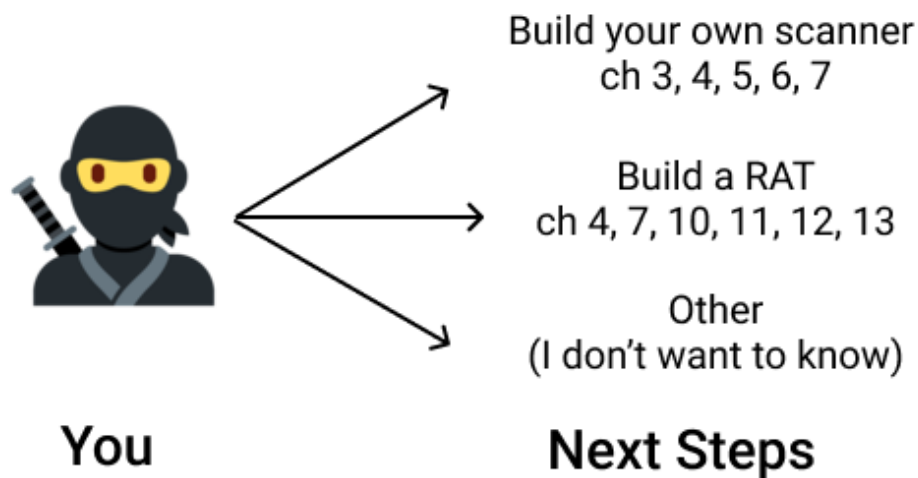 Build your own scanner
ch 3, 4, 5, 6, 7
Build a RAT
ch 4, 7, 10, 11, 12, 13
Other
(I don’t want to know)
You
Next Steps